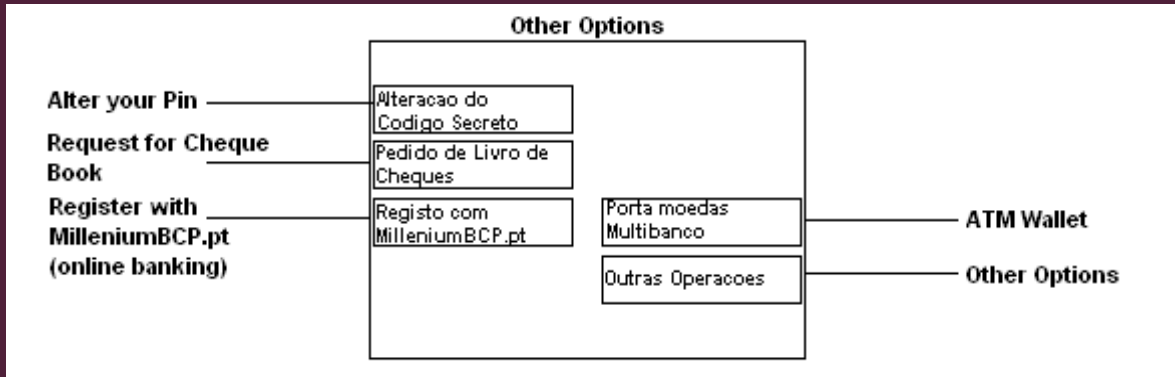 Other Options
Alter your Pin
Request for Cheque
Book
Register with
MilleniumBCP.pt
(online banking)
Alteracao do
Codigo Secreto
Pedido de Livro de
Cheques
Registo com
MilleniumBCP.pt
Porta moedas
Multibanco
Outras Operacoes
ATM Wallet
Other Options